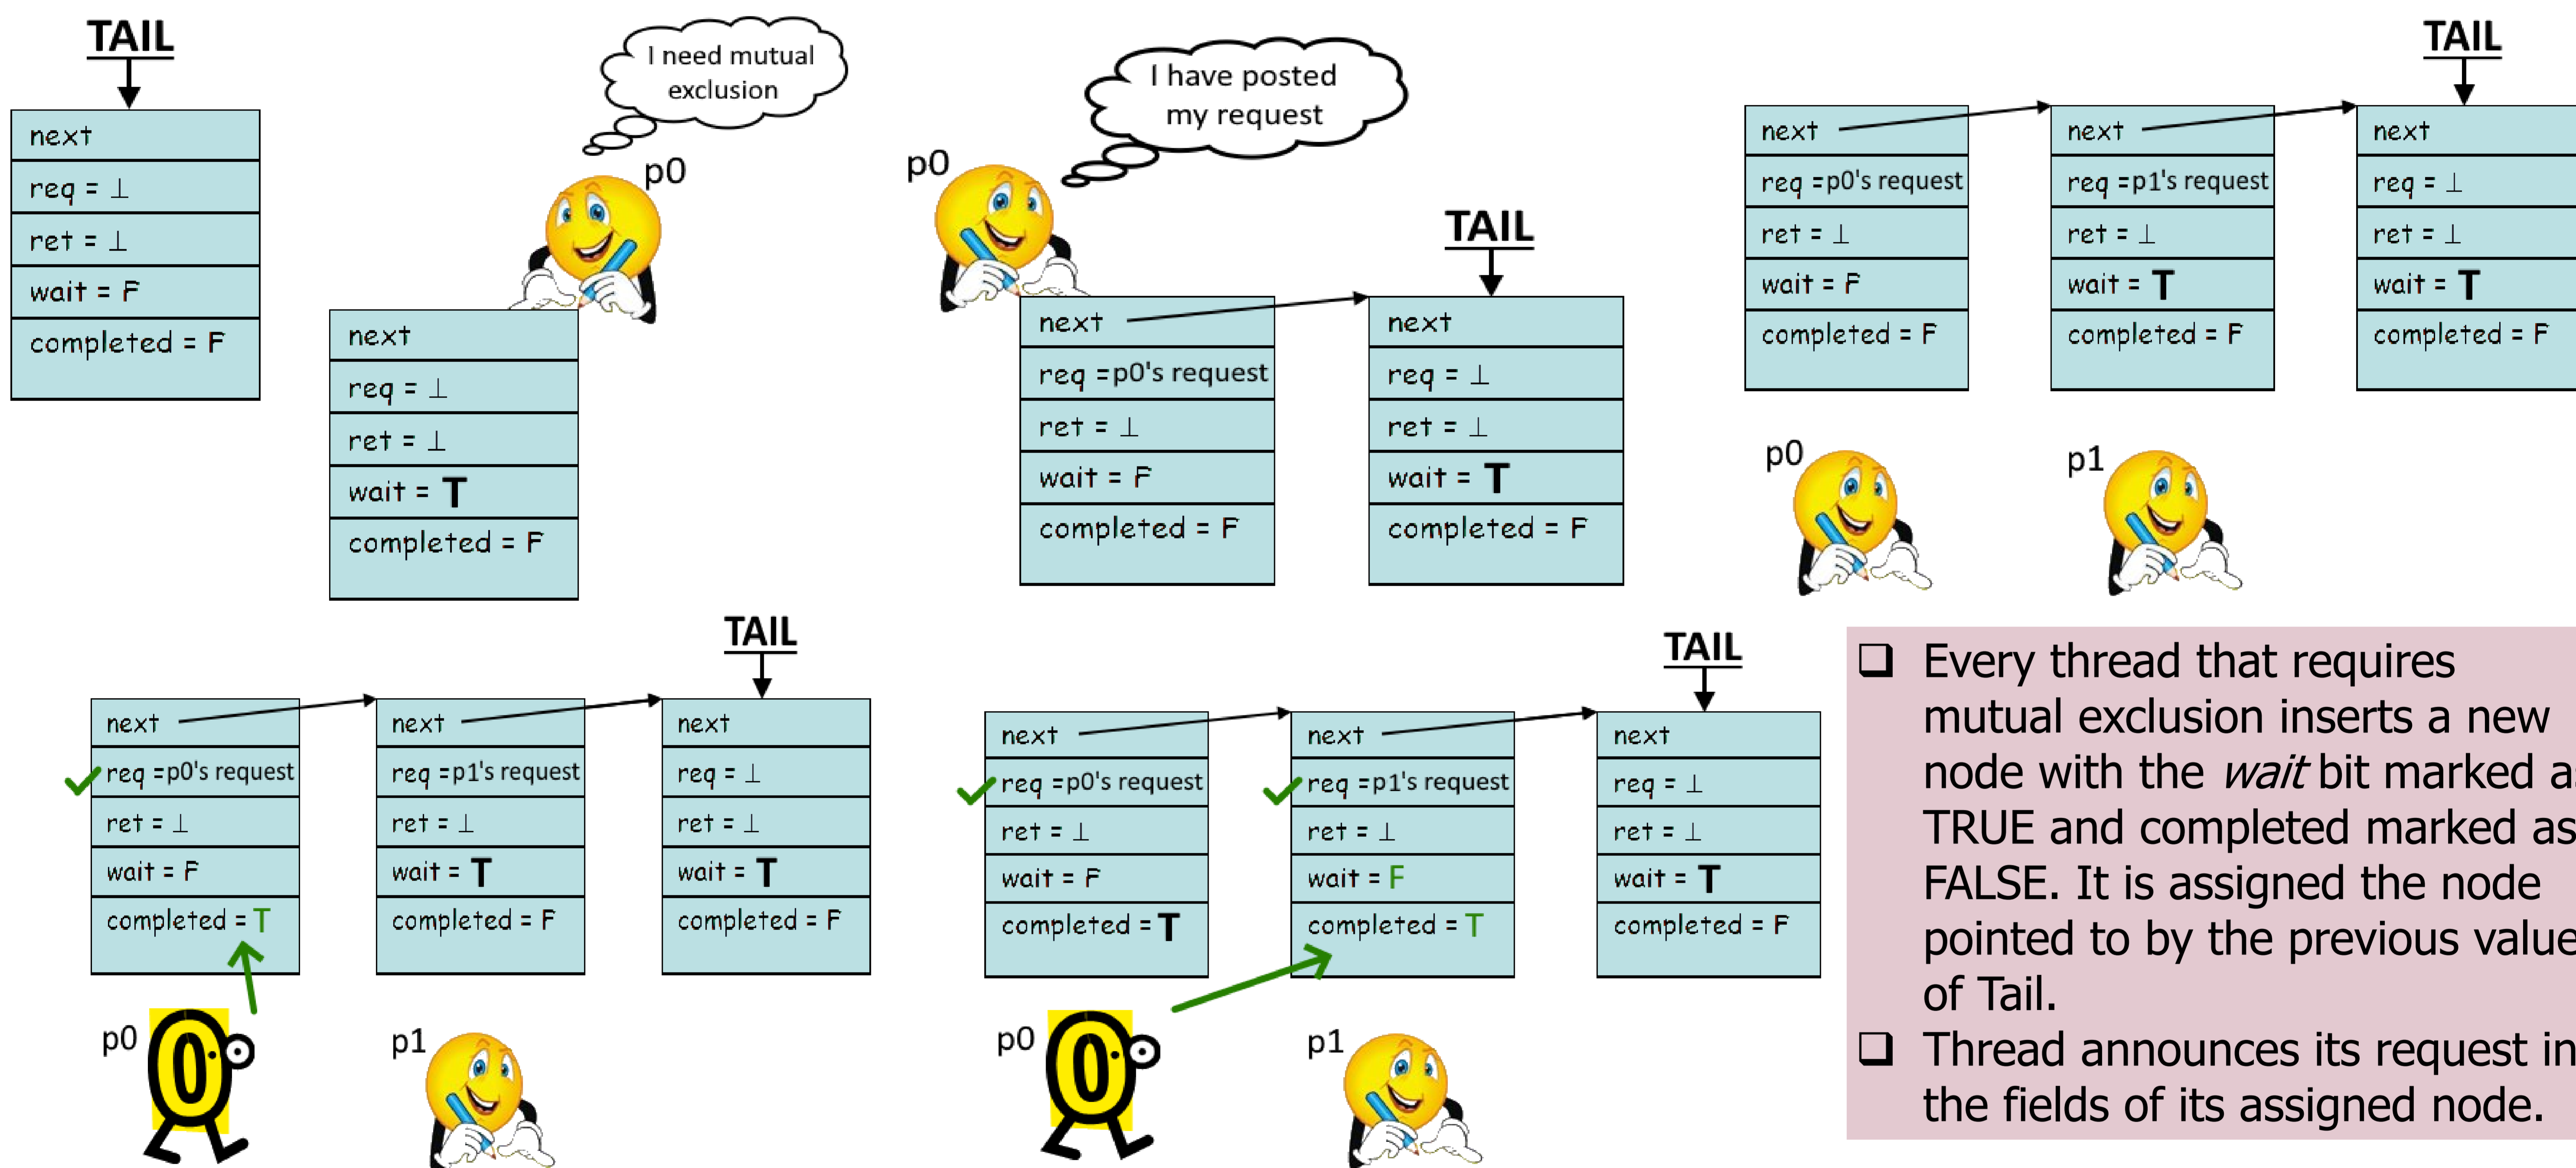 TAIL
next
req = ⊥
ret = ⊥
wait = F
completed = F
I need mutual
exclusion
p0
next
req = ⊥
ret = ⊥
wait = T
completed = F
I have posted
my request
p0
TAIL
next
req =p0's request
ret = ⊥
wait = F
completed = F
next
req = ⊥
ret = ⊥
wait = T
completed = F
TAIL
next
req =p0's request
ret = ⊥
wait = F
completed = F
next
req =p1's request
ret = ⊥
wait = T
completed = F
next
req = ⊥
ret = ⊥
wait = T
completed = F
p0
p1
TAIL
next
req =p0's request
ret = ⊥
wait = F
completed = T
next
req =p1's request
ret = ⊥
wait = T
completed = F
next
req = ⊥
ret = ⊥
wait = T
completed = F
p0
0
p1
TAIL
next
req =p0's request
ret = ⊥
wait = F
completed = T
next
req =p1's request
ret = ⊥
wait = F
completed = T
next
req = ⊥
ret = ⊥
wait = T
completed = F
p0
0
p1
❑ Every thread that requires
mutual exclusion inserts a new
node with the wait bit marked as
TRUE and completed marked as
FALSE. It is assigned the node
pointed to by the previous value
of Tail.
❑ Thread announces its request in
the fields of its assigned node.